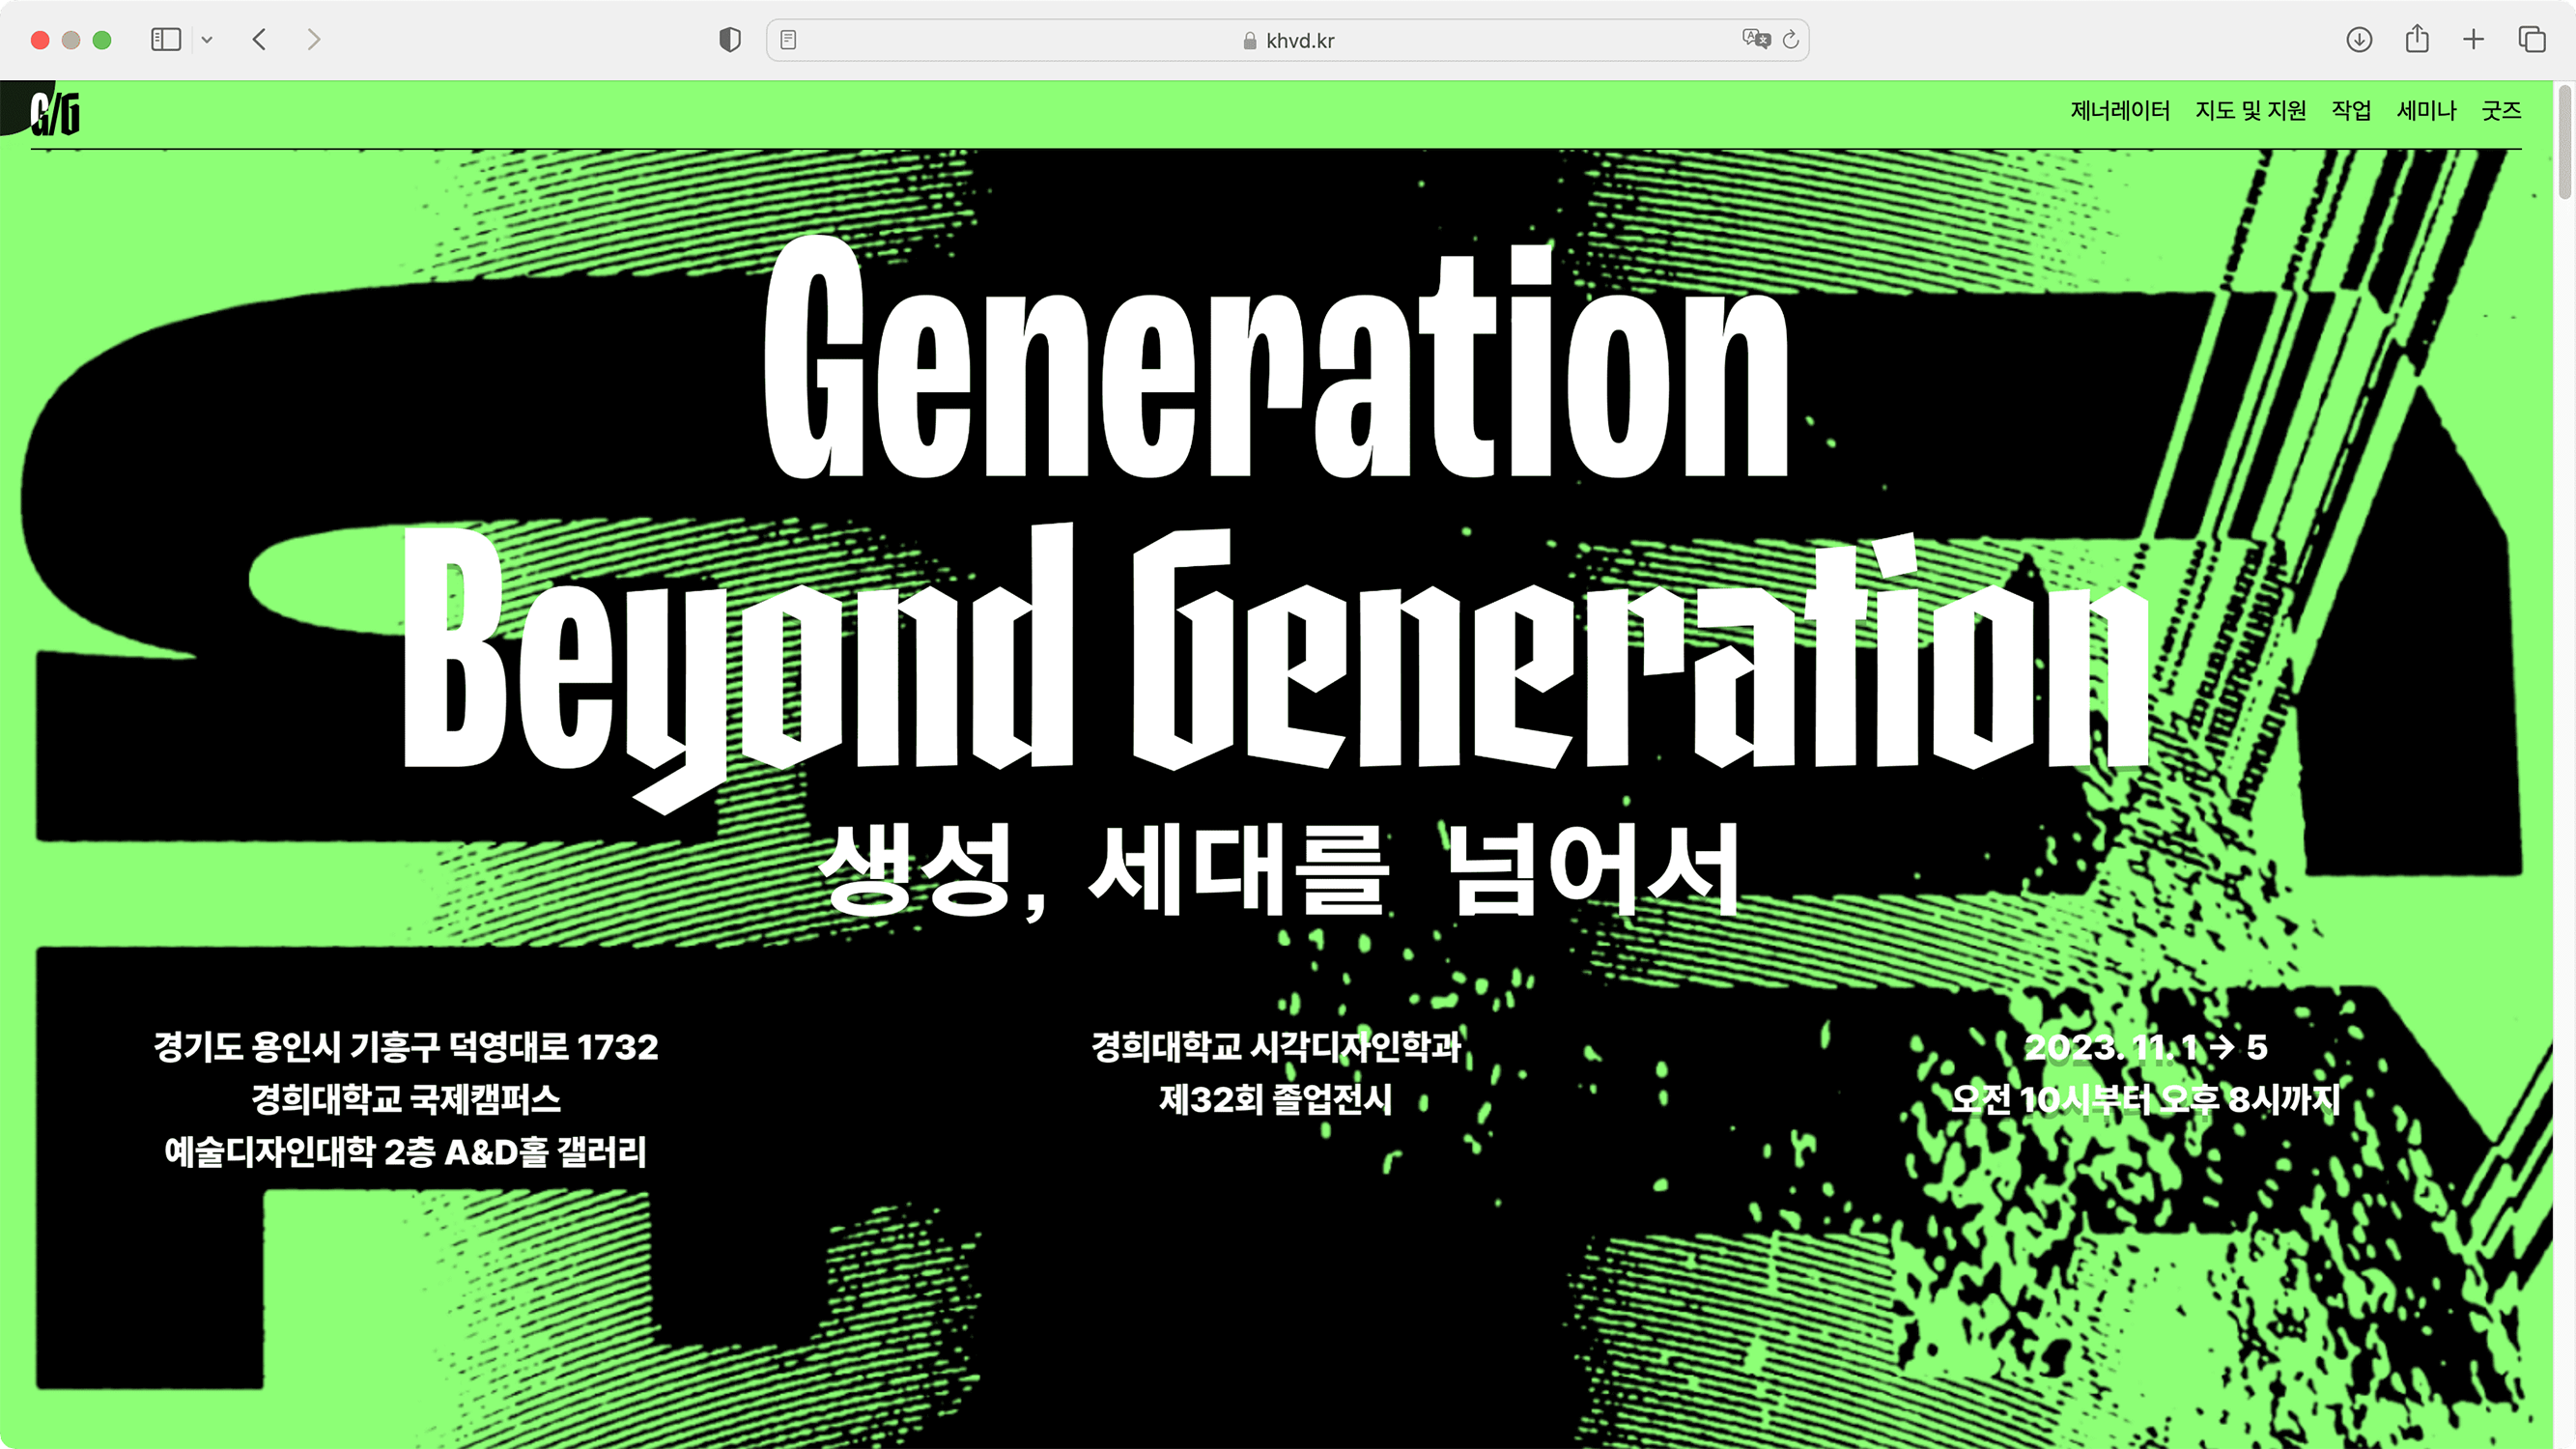 khvd.kr
G/G
제너레이터 지도 및 지원 작업 세미나 굿즈
Generation
Beyond Generation
생성, 세대를 넘어서
경기도 용인시 기흥구 덕영대로 1732
경희대학교 국제캠퍼스
예술디자인대학 2층 A&D홀 갤러리
경희대학교 시각디자인학과
제32회 졸업전시
2023. 11. 1 → 5
오전 10시부터 오후 8시까지